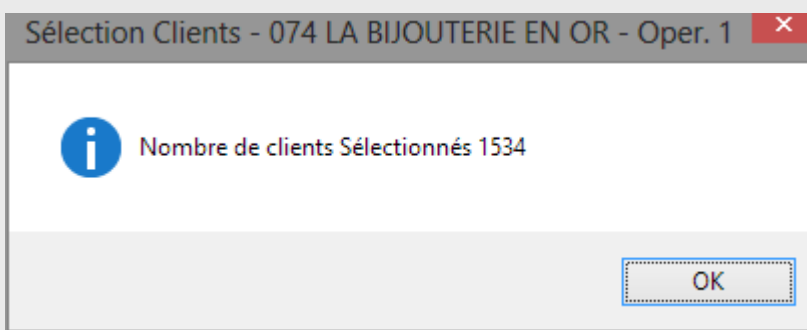 Sélection Clients - 074 LA BIJOUTERIE EN OR - Oper. 1
Nombre de clients Sélectionnés 1534
OK